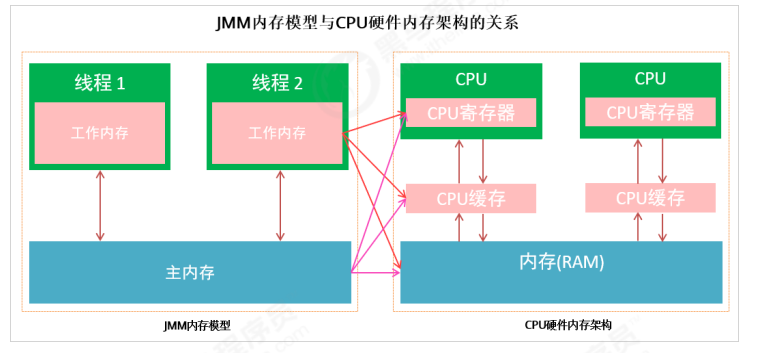 JMM内存模型与CPU硬件内存架构的关系
线程 1
线程 2
CPU
CPU
工作内存
工作内存
CPU寄存器
CPU寄存器
CPU缓存
CPU缓存
主内存
内存(RAM)
JMM内存模型
CPU硬件内存架构